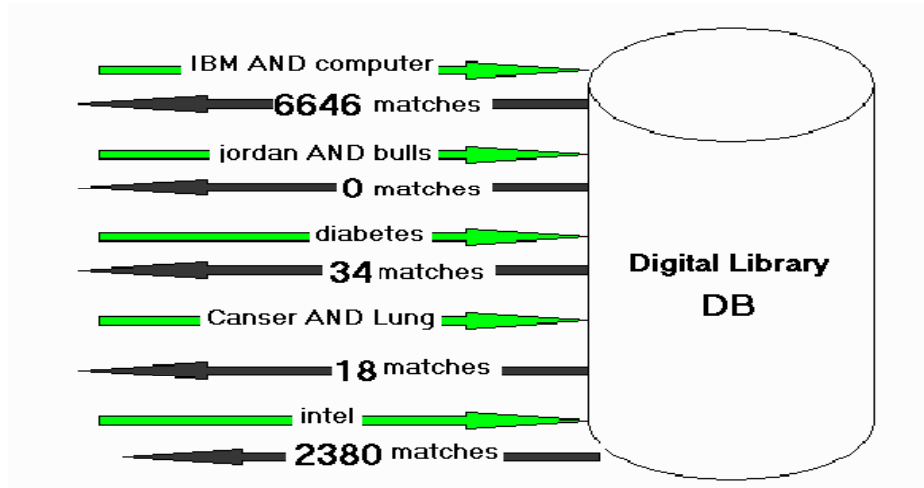 IBM AND computer
6646 matches
jordan AND bulls
0 matches
diabetes
34 matches
Canser AND Lung
18 matches
intel
2380 matches
Digital Library
DB